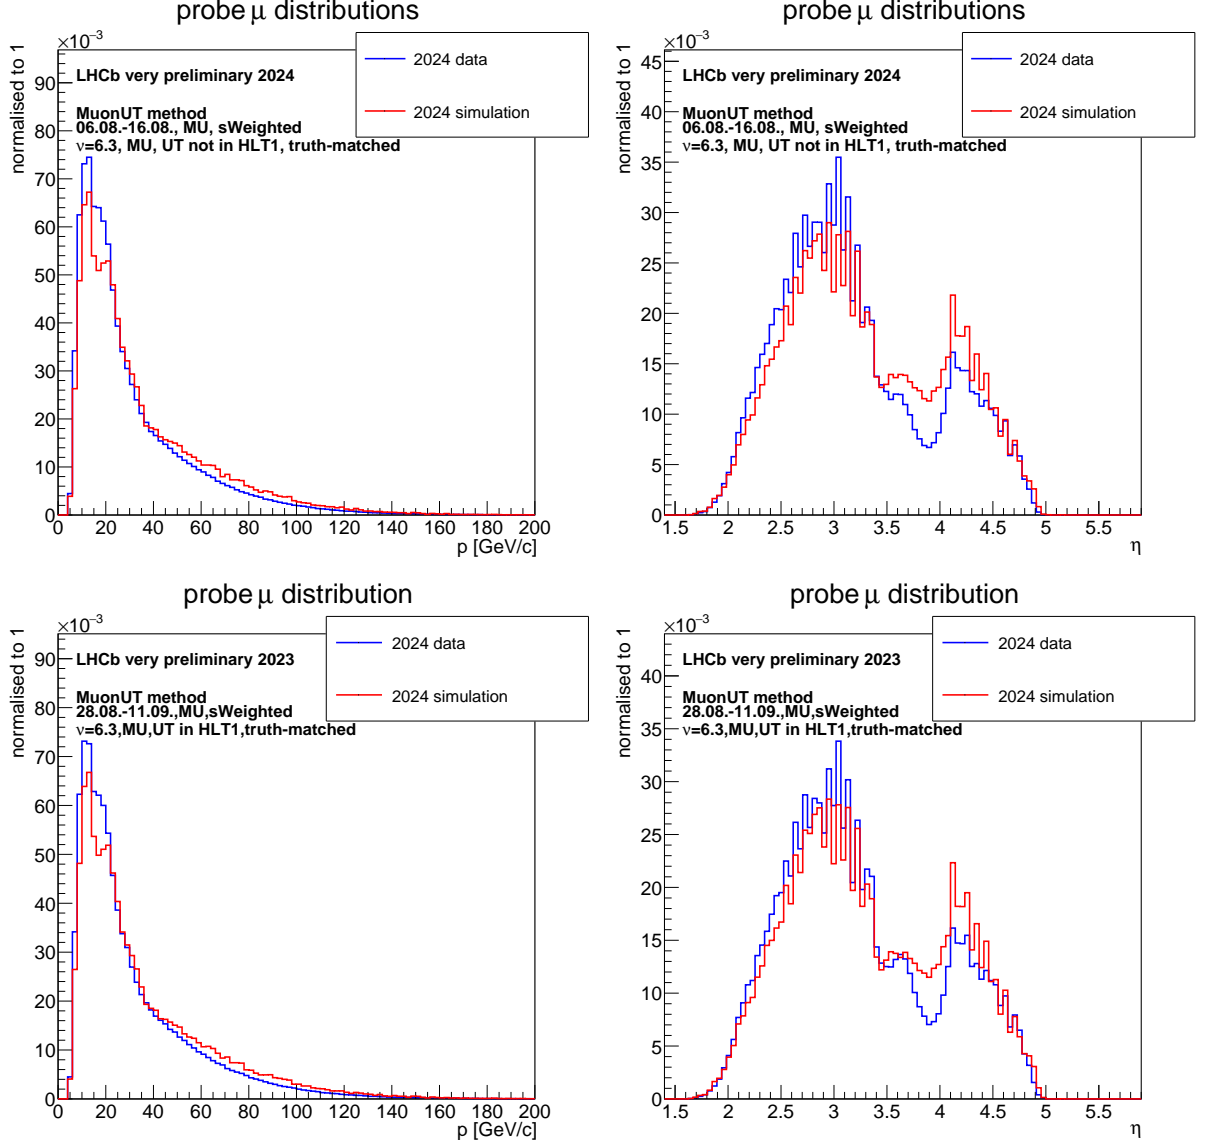 probe μ distributions
×10⁻³
normalised to 1
90
80
70
60
50
40
30
20
10
0
LHCb very preliminary 2024
MuonUT method
06.08.-16.08., MU, sWeighted
ν=6.3, MU, UT not in HLT1, truth-matched
2024 data
2024 simulation
0 20 40 60 80 100 120 140 160 180 200
p [GeV/c]
probe μ distributions
×10⁻³
normalised to 1
45
40
35
30
25
20
15
10
5
0
LHCb very preliminary 2024
MuonUT method
06.08.-16.08., MU, sWeighted
ν=6.3, MU, UT not in HLT1, truth-matched
2024 data
2024 simulation
1.5 2 2.5 3 3.5 4 4.5 5 5.5
η
probe μ distribution
×10⁻³
normalised to 1
90
80
70
60
50
40
30
20
10
0
LHCb very preliminary 2023
MuonUT method
28.08.-11.09.,MU,sWeighted
ν=6.3,MU,UT in HLT1,truth-matched
2024 data
2024 simulation
0 20 40 60 80 100 120 140 160 180 200
p [GeV/c]
probe μ distribution
×10⁻³
normalised to 1
40
35
30
25
20
15
10
5
0
LHCb very preliminary 2023
MuonUT method
28.08.-11.09.,MU,sWeighted
ν=6.3,MU,UT in HLT1,truth-matched
2024 data
2024 simulation
1.5 2 2.5 3 3.5 4 4.5 5 5.5
η